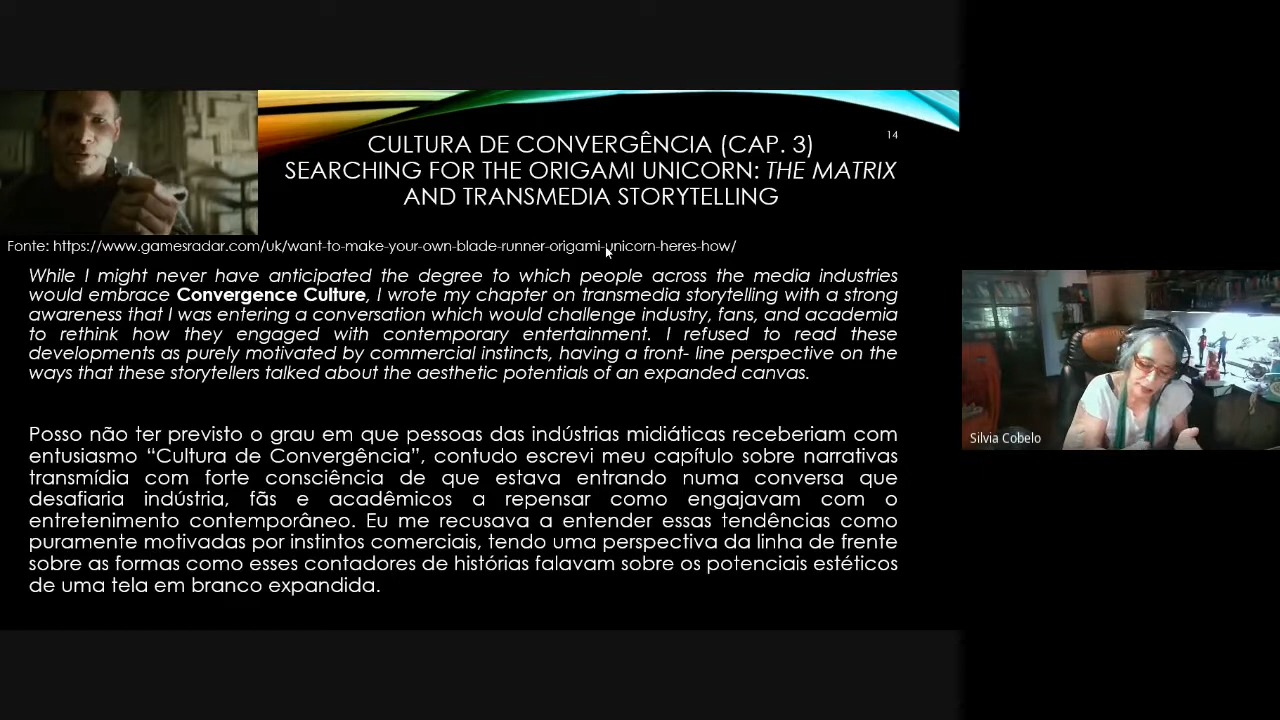 14
CULTURA DE CONVERGÊNCIA (CAP. 3)
SEARCHING FOR THE ORIGAMI UNICORN: THE MATRIX
AND TRANSMEDIA STORYTELLING
Fonte: https://www.gamesradar.com/uk/want-to-make-your-own-blade-runner-origami-unicorn-heres-how/
While I might never have anticipated the degree to which people across the media industries
would embrace Convergence Culture, I wrote my chapter on transmedia storytelling with a strong
awareness that I was entering a conversation which would challenge industry, fans, and academia
to rethink how they engaged with contemporary entertainment. I refused to read these
developments as purely motivated by commercial instincts, having a front- line perspective on the
ways that these storytellers talked about the aesthetic potentials of an expanded canvas.
Posso não ter previsto o grau em que pessoas das indústrias midiáticas receberiam com
entusiasmo “Cultura de Convergência”, contudo escrevi meu capítulo sobre narrativas
transmídia com forte consciência de que estava entrando numa conversa que
desafiaria indústria, fãs e acadêmicos a repensar como engajavam com o
entretenimento contemporâneo. Eu me recusava a entender essas tendências como
puramente motivadas por instintos comerciais, tendo uma perspectiva da linha de frente
sobre as formas como esses contadores de histórias falavam sobre os potenciais estéticos
de uma tela em branco expandida.
Silvia Cobelo